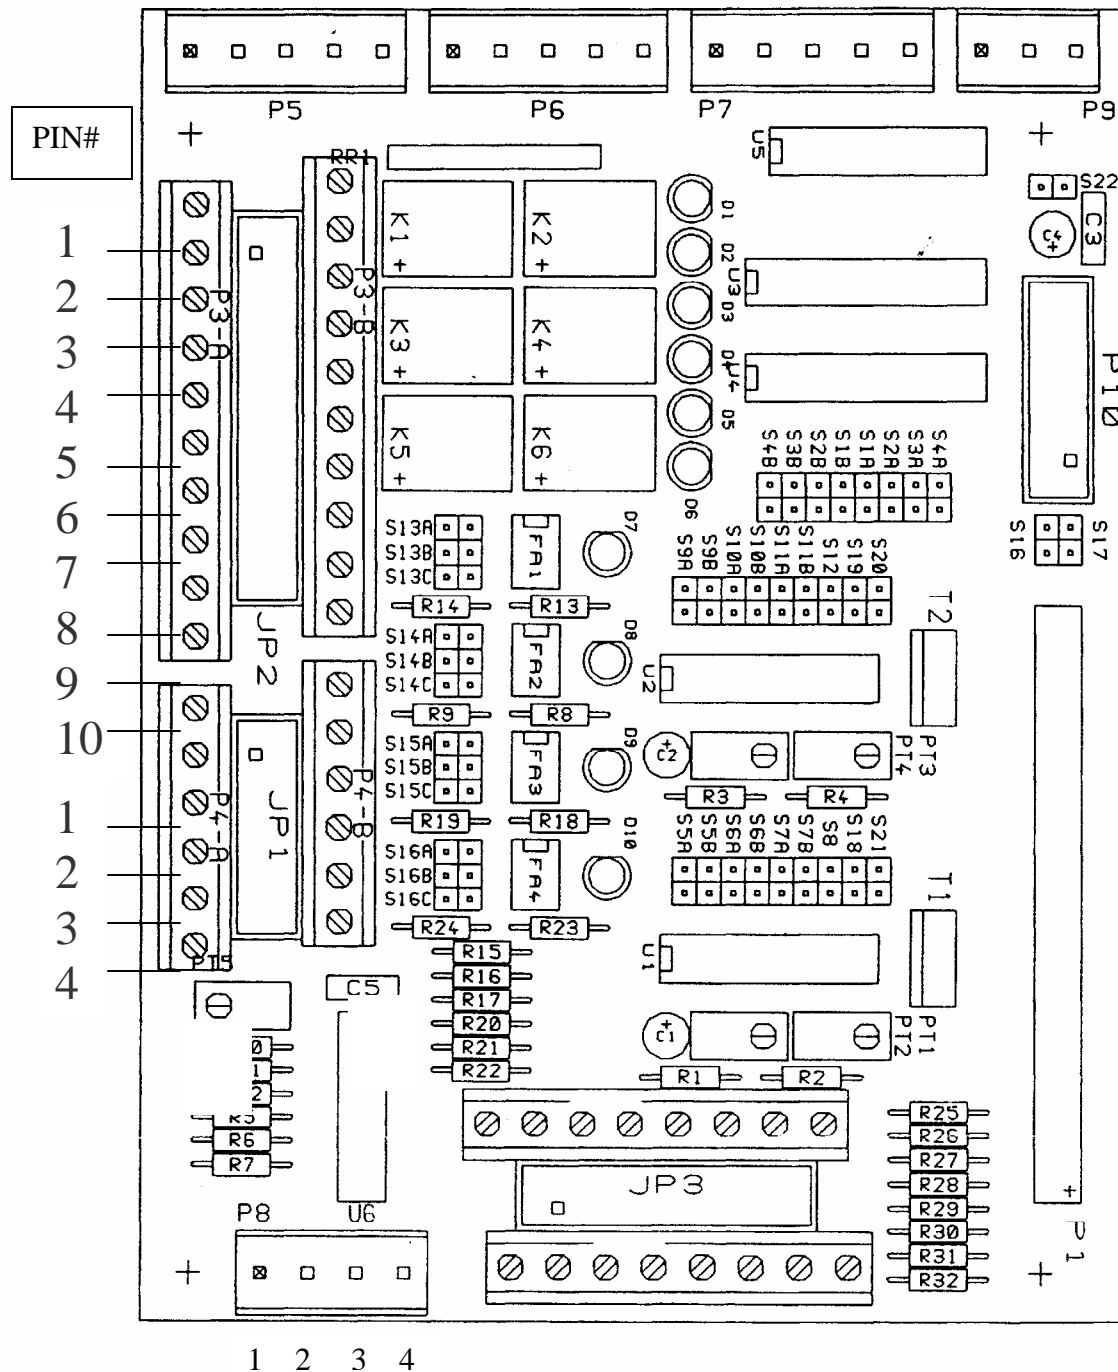 P5 P6 P7 P9
PIN#
RR1
U5
S22
C4
C3
1
2
3
4
5
6
7
8
9
10
P3-A
P3-B
K1 + K2 +
K3 + K4 +
K5 + K6 +
D1
D2
D3
D4
D5
D6
U3
U4
P10
S4B S3B S2B S1B S1A S2A S3A S4A
S16 S17
S9A S9B S10A S10B S11A S11B S12 S19 S20
S13A
S13B
S13C
FA1
D7
R14 R13
S14A
S14B
S14C
FA2
D8
R9 R8
U2
T2
JP2
S15A
S15B
S15C
FA3
D9
R19 R18
C2
PT4
PT3
R3 R4
S16A
S16B
S16C
FA4
D10
R24 R23
S5A S5B S6A S6B S7A S7B S8 S18 S21
T1
JP1
P4-A
P4-B
1
2
3
4
PT5
C5
R15
R16
R17
R20
R21
R22
U1
C1
PT2
PT1
R1 R2
0
1
2
R5
R6
R7
R25
R26
R27
R28
R29
R30
R31
R32
JP3
P8 U6
P1
1 2 3 4